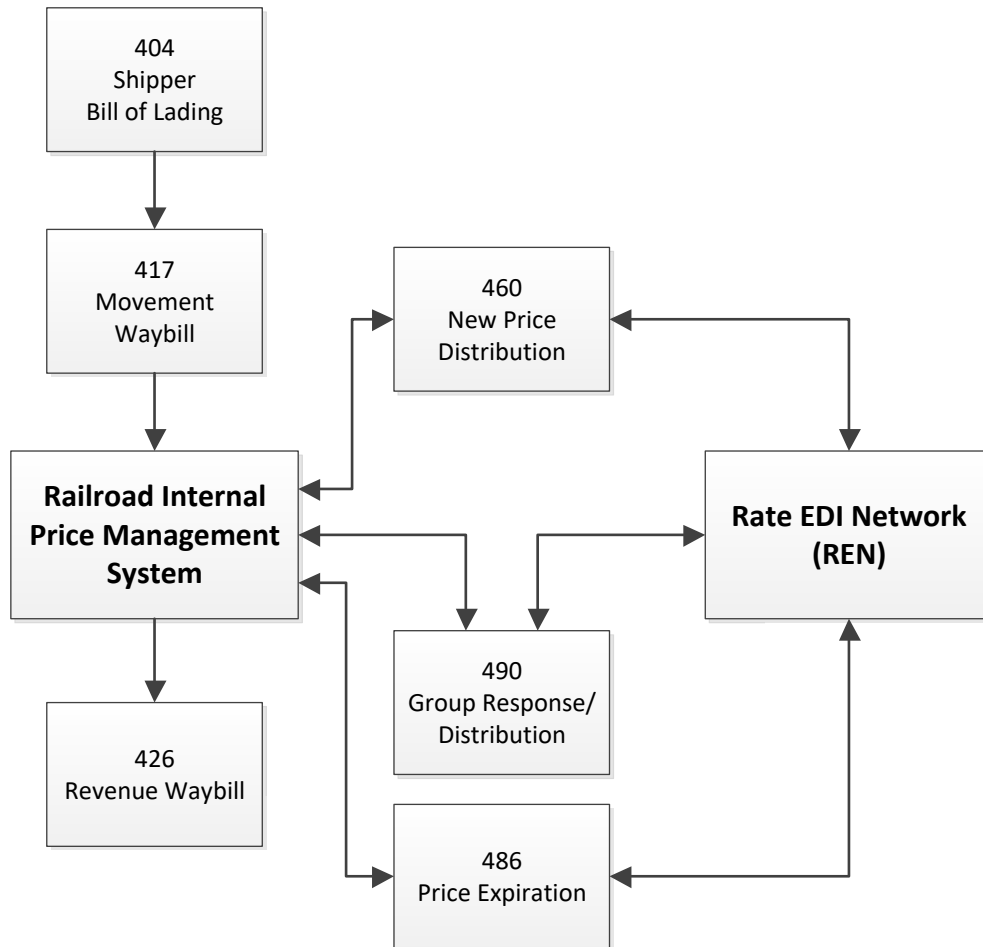 404
Shipper
Bill of Lading
417
Movement
Waybill
460
New Price
Distribution
Railroad Internal
Price Management
System
Rate EDI Network
(REN)
490
Group Response/
Distribution
426
Revenue Waybill
486
Price Expiration